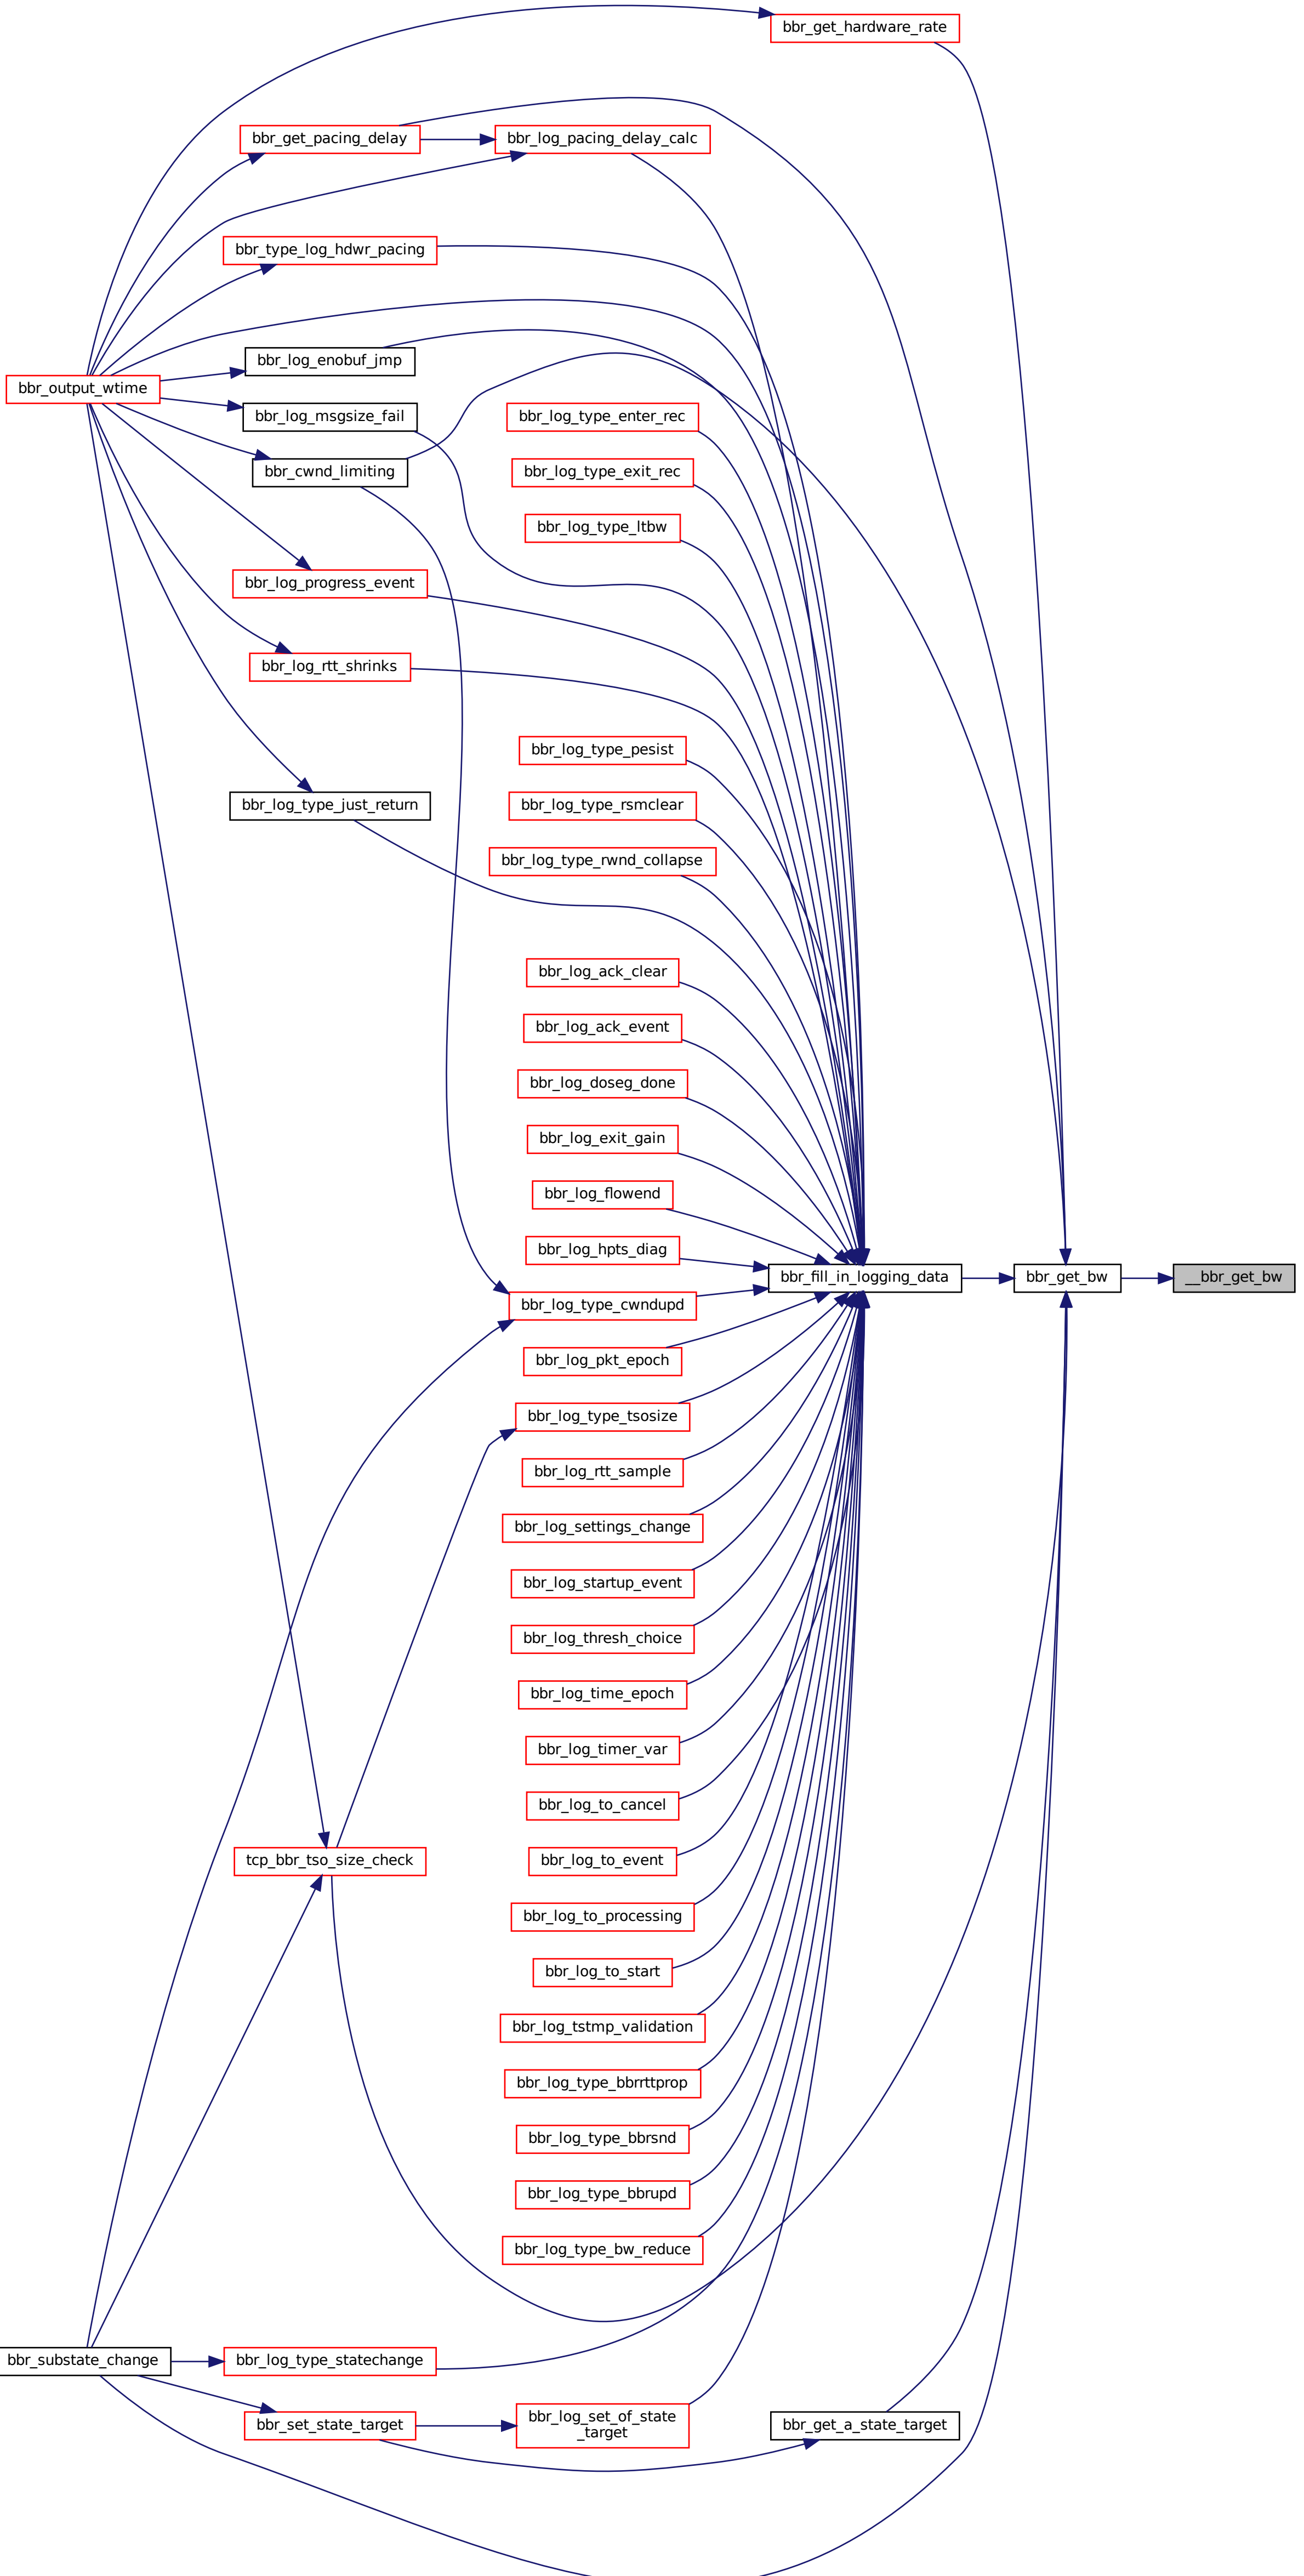 bbr_get_hardware_rate
bbr_get_pacing_delay
bbr_log_pacing_delay_calc
bbr_type_log_hdwr_pacing
bbr_log_enobuf_jmp
bbr_output_wtime
bbr_log_msgsize_fail
bbr_log_type_enter_rec
bbr_cwnd_limiting
bbr_log_type_exit_rec
bbr_log_type_ltbw
bbr_log_progress_event
bbr_log_rtt_shrinks
bbr_log_type_pesist
bbr_log_type_just_return
bbr_log_type_rsmclear
bbr_log_type_rwnd_collapse
bbr_log_ack_clear
bbr_log_ack_event
bbr_log_doseg_done
bbr_log_exit_gain
bbr_log_flowend
bbr_log_hpts_diag
bbr_fill_in_logging_data
bbr_get_bw
__bbr_get_bw
bbr_log_type_cwndupd
bbr_log_pkt_epoch
bbr_log_type_tsosize
bbr_log_rtt_sample
bbr_log_settings_change
bbr_log_startup_event
bbr_log_thresh_choice
bbr_log_time_epoch
bbr_log_timer_var
bbr_log_to_cancel
tcp_bbr_tso_size_check
bbr_log_to_event
bbr_log_to_processing
bbr_log_to_start
bbr_log_tstmp_validation
bbr_log_type_bbrrttprop
bbr_log_type_bbrsnd
bbr_log_type_bbrupd
bbr_log_type_bw_reduce
bbr_substate_change
bbr_log_type_statechange
bbr_set_state_target
bbr_log_set_of_state
_target
bbr_get_a_state_target